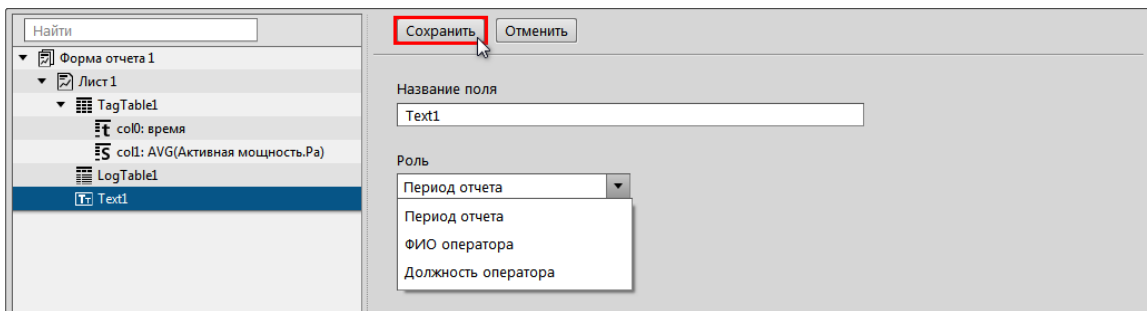 Найти
Форма отчета 1
Лист 1
TagTable1
col0: время
col1: AVG(Активная мощность.Pa)
LogTable1
Text1
Сохранить Отменить
Название поля
Text1
Роль
Период отчета
Период отчета
ФИО оператора
Должность оператора